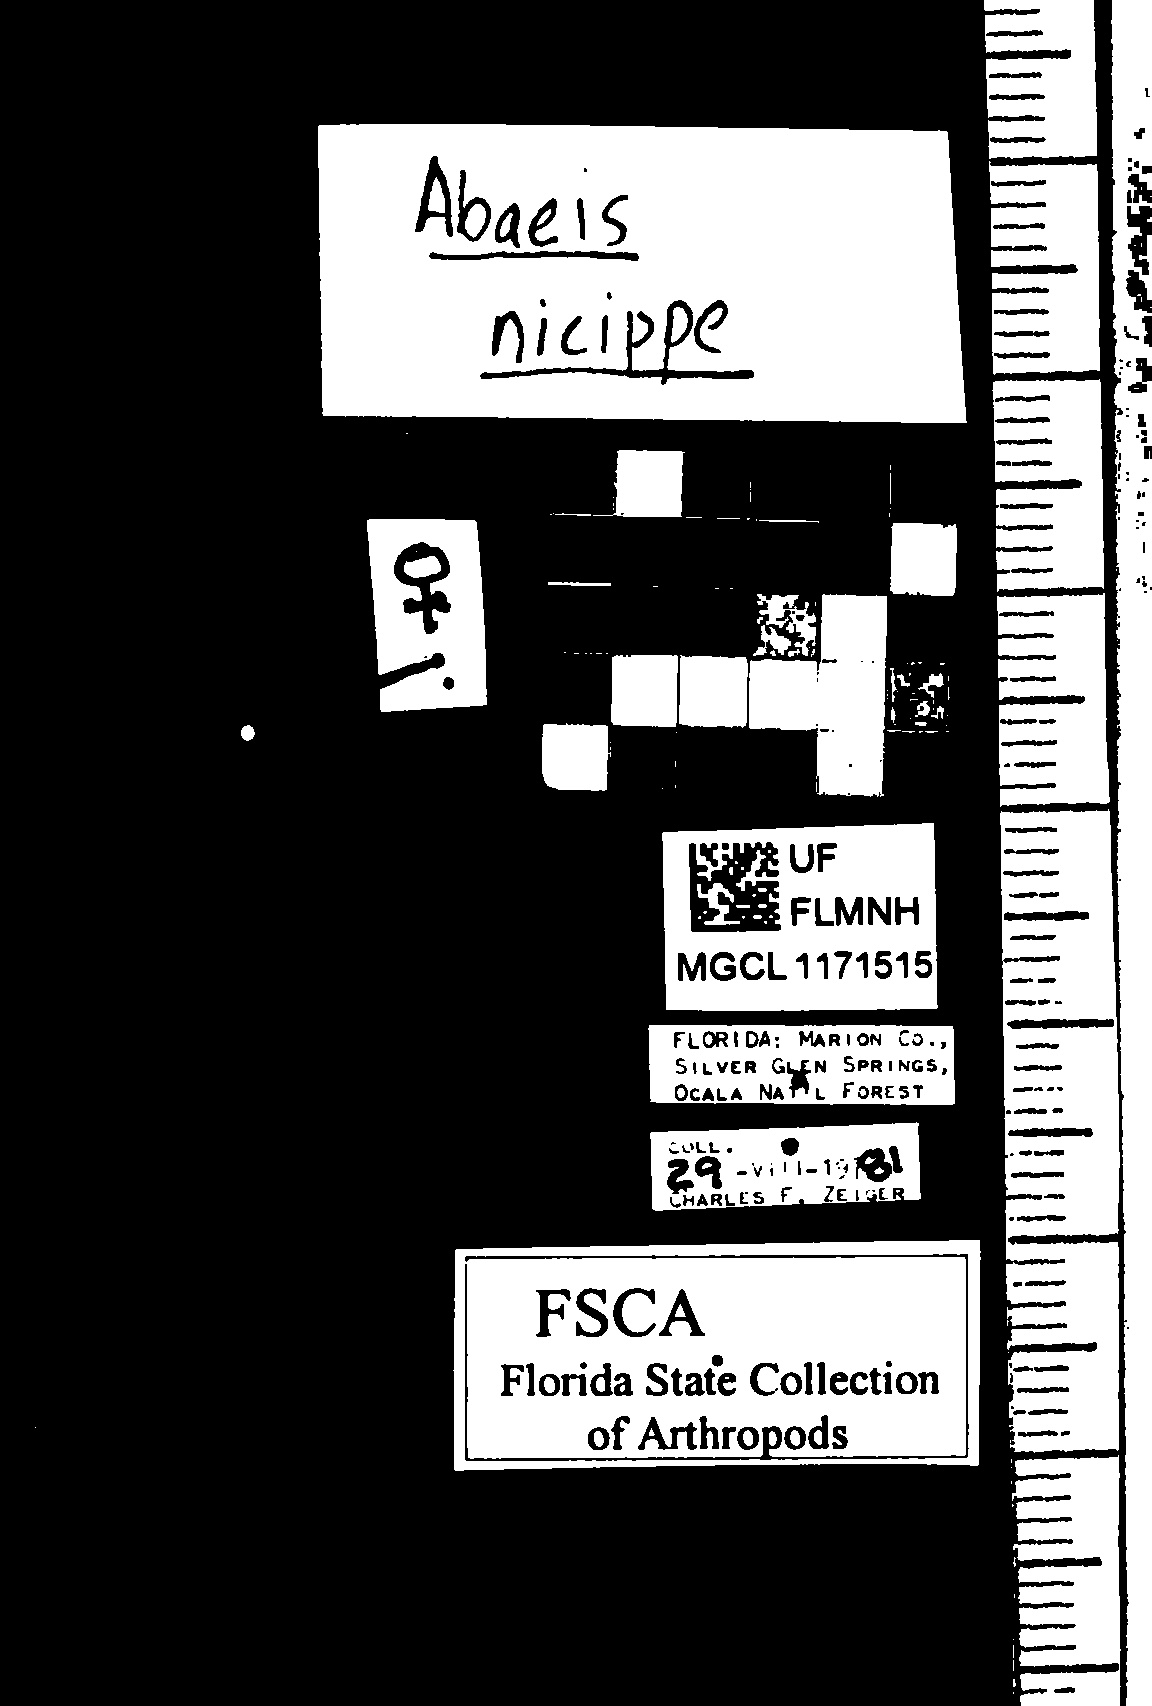 Abaeis
nicippe
♀
UF
FLMNH
MGCL 1171515
FLORIDA: MARION CO.,
SILVER GLEN SPRINGS,
OCALA NAT'L FOREST
COLL.
29-VIII-1981
CHARLES F. ZEIGER
FSCA
Florida State Collection
of Arthropods